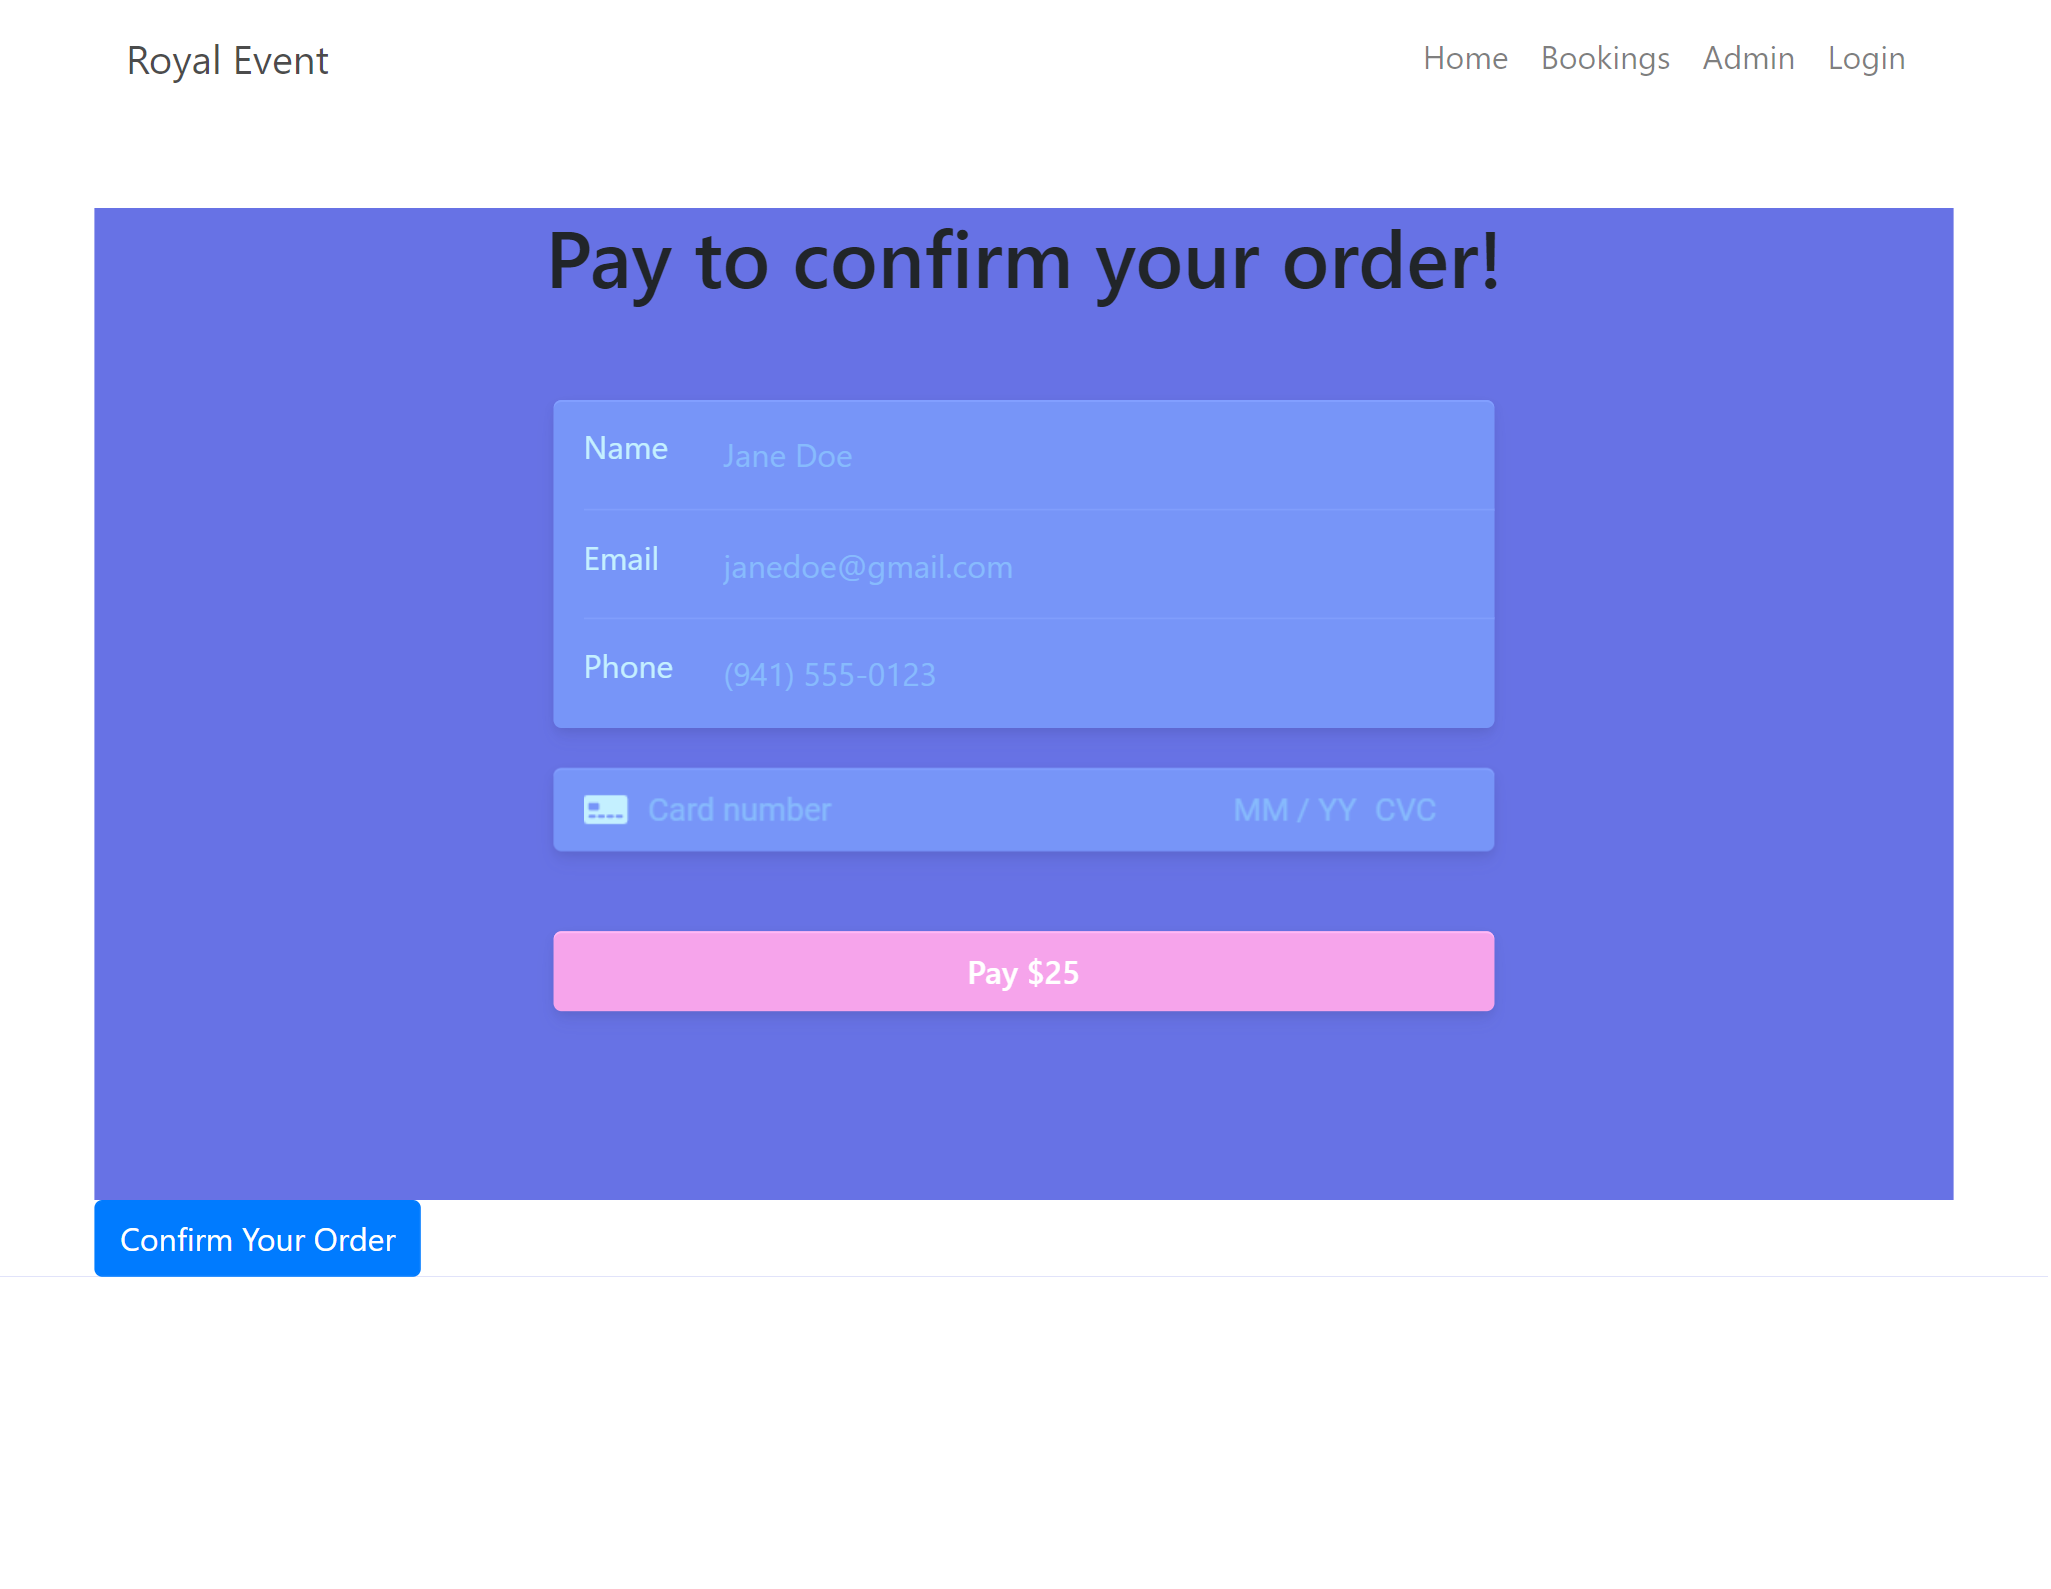 Royal Event Home Bookings Admin Login
Pay to confirm your order!
Name Jane Doe
Email janedoe@gmail.com
Phone (941) 555-0123
Card number MM / YY CVC
Pay $25
Confirm Your Order